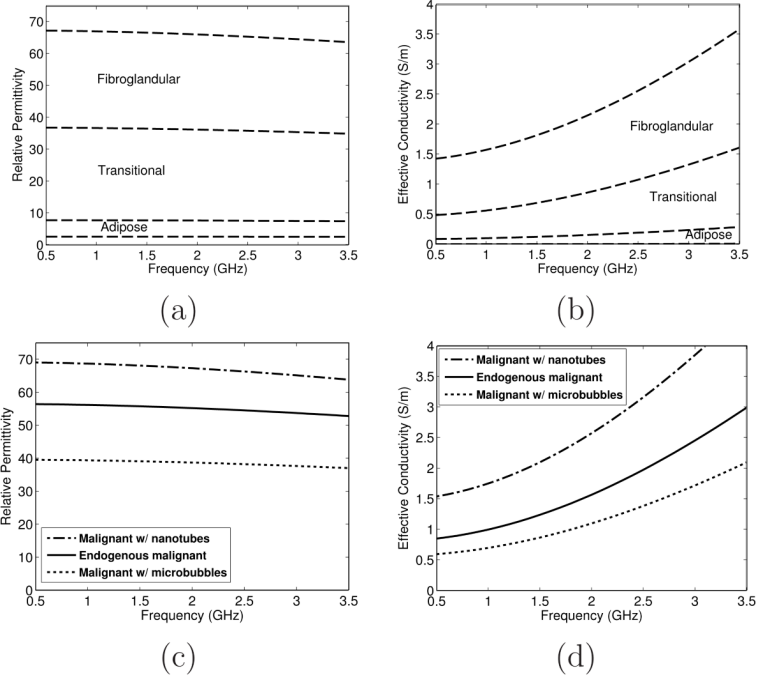 70
60
50
40
30
20
10
0
Relative Permittivity
Fibroglandular
Transitional
Adipose
0.5 1 1.5 2 2.5 3 3.5
Frequency (GHz)
(a)
4
3.5
3
2.5
2
1.5
1
0.5
0
Effective Conductivity (S/m)
Fibroglandular
Transitional
Adipose
0.5 1 1.5 2 2.5 3 3.5
Frequency (GHz)
(b)
70
60
50
40
30
20
10
0
Relative Permittivity
Malignant w/ nanotubes
Endogenous malignant
Malignant w/ microbubbles
0.5 1 1.5 2 2.5 3 3.5
Frequency (GHz)
(c)
4
3.5
3
2.5
2
1.5
1
0.5
0
Effective Conductivity (S/m)
Malignant w/ nanotubes
Endogenous malignant
Malignant w/ microbubbles
0.5 1 1.5 2 2.5 3 3.5
Frequency (GHz)
(d)